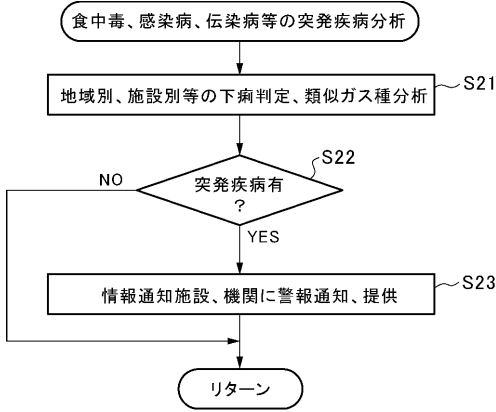 食中毒、感染病、伝染病等の突発疾病分析
地域別、施設別等の下痢判定、類似ガス種分析
S21
突発疾病有
?
S22
NO
YES
情報通知施設、機関に警報通知、提供
S23
リターン